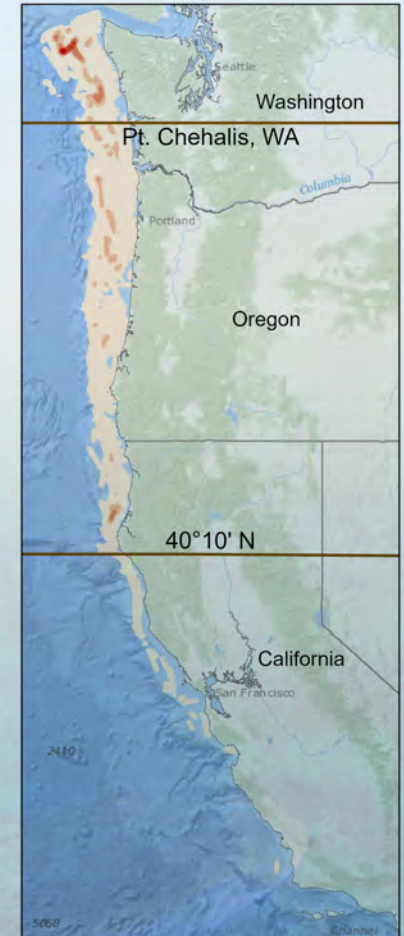 Seattle
Washington
Pt. Chehalis, WA
Columbia
Portland
Oregon
40°10' N
California
San Francisco
2410
5068
Channel